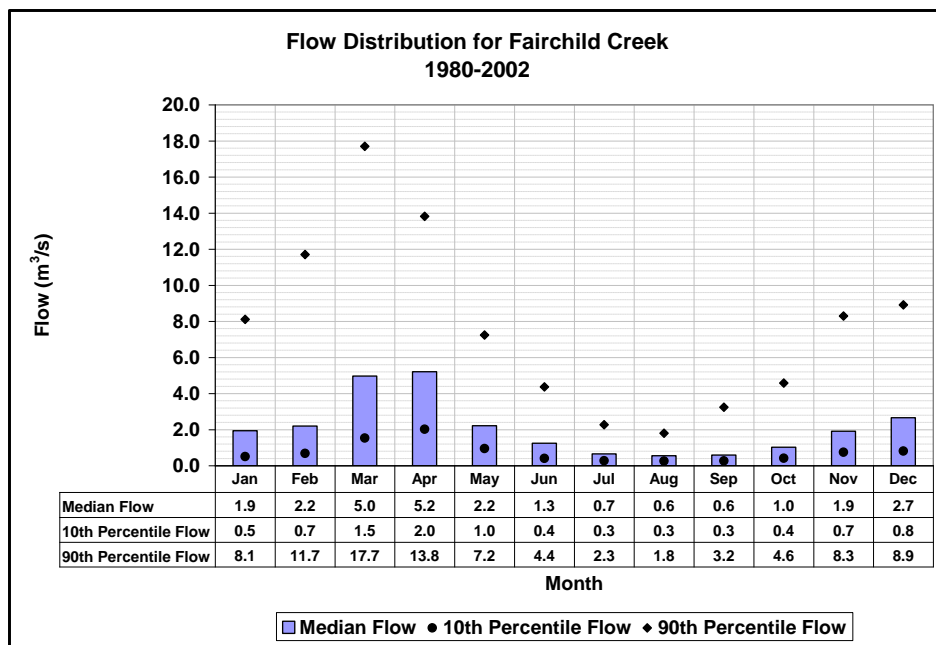 Flow Distribution for Fairchild Creek
1980-2002
20.0
18.0
16.0
14.0
12.0
10.0
8.0
6.0
4.0
2.0
0.0
Flow (m³/s)
Jan Feb Mar Apr May Jun Jul Aug Sep Oct Nov Dec
Median Flow 1.9 2.2 5.0 5.2 2.2 1.3 0.7 0.6 0.6 1.0 1.9 2.7
10th Percentile Flow 0.5 0.7 1.5 2.0 1.0 0.4 0.3 0.3 0.3 0.4 0.7 0.8
90th Percentile Flow 8.1 11.7 17.7 13.8 7.2 4.4 2.3 1.8 3.2 4.6 8.3 8.9
Month
Median Flow 10th Percentile Flow 90th Percentile Flow